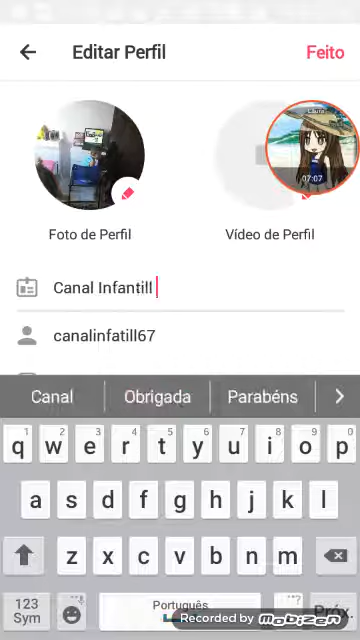 Editar Perfil
Feito
Laura
07:07
Foto de Perfil
Vídeo de Perfil
Canal Infantill
canalinfatill67
Canal
Obrigada
Parabéns
1 2 3 4 5 6 7 8 9 0
q w e r t y u i o p
a s d f g h j k l
z x c v b n m
123
Sym
Português
Próx.
Recorded by mobizen